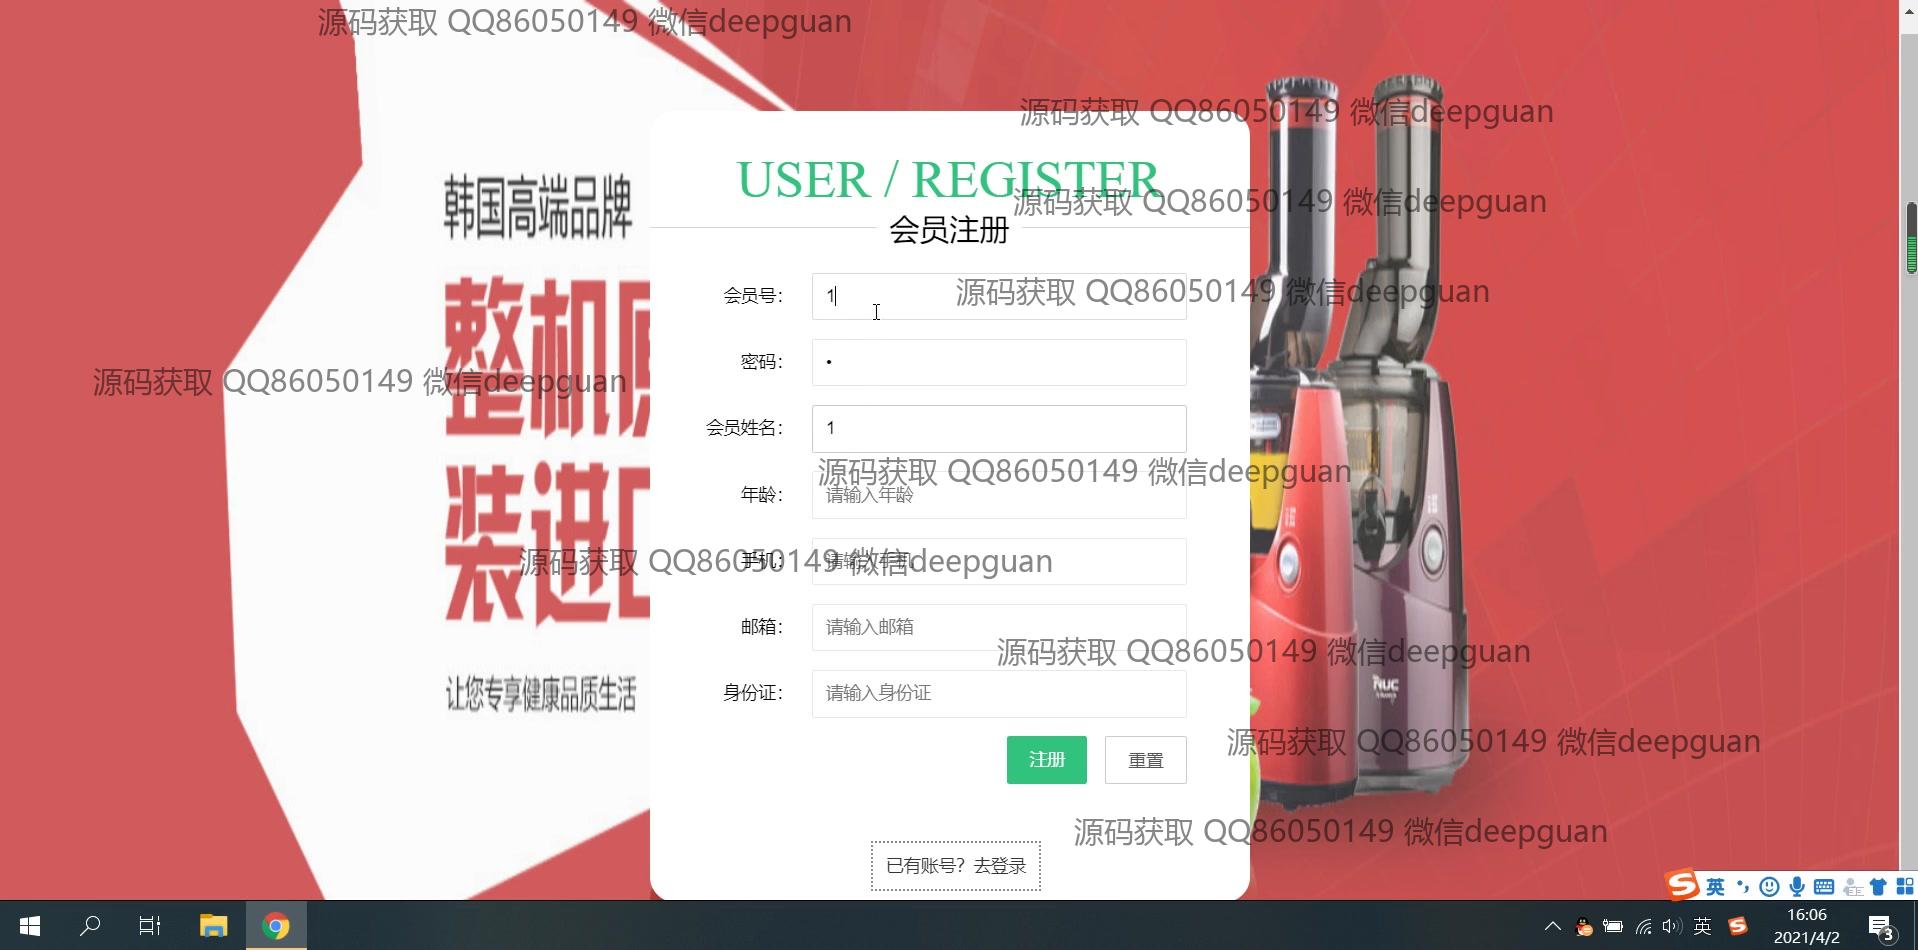 源码获取 QQ86050149 微信deepguan
源码获取 QQ86050149 微信deepguan
USER / REGISTER
韩国高端品牌
源码获取 QQ86050149 微信deepguan
会员注册
会员号：
1
源码获取 QQ86050149 微信deepguan
整机
密码：
•
源码获取 QQ86050149 微信deepguan
会员姓名：
1
源码获取 QQ86050149 微信deepguan
年龄：
请输入年龄
装进
手机：
请输入手机
源码获取 QQ86050149 微信deepguan
邮箱：
请输入邮箱
源码获取 QQ86050149 微信deepguan
身份证：
请输入身份证
让您专享健康品质生活
NUC
源码获取 QQ86050149 微信deepguan
注册
重置
源码获取 QQ86050149 微信deepguan
已有账号？去登录
英
英
16:06
2021/4/2
3